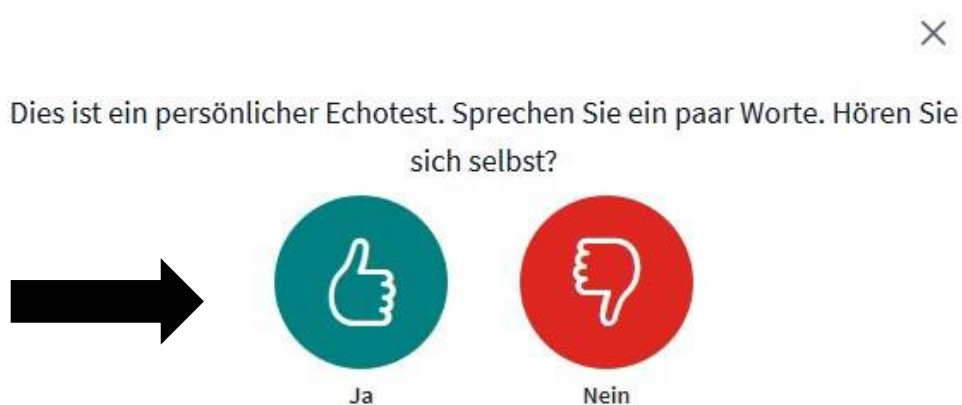 Dies ist ein persönlicher Echotest. Sprechen Sie ein paar Worte. Hören Sie
sich selbst?
Ja
Nein